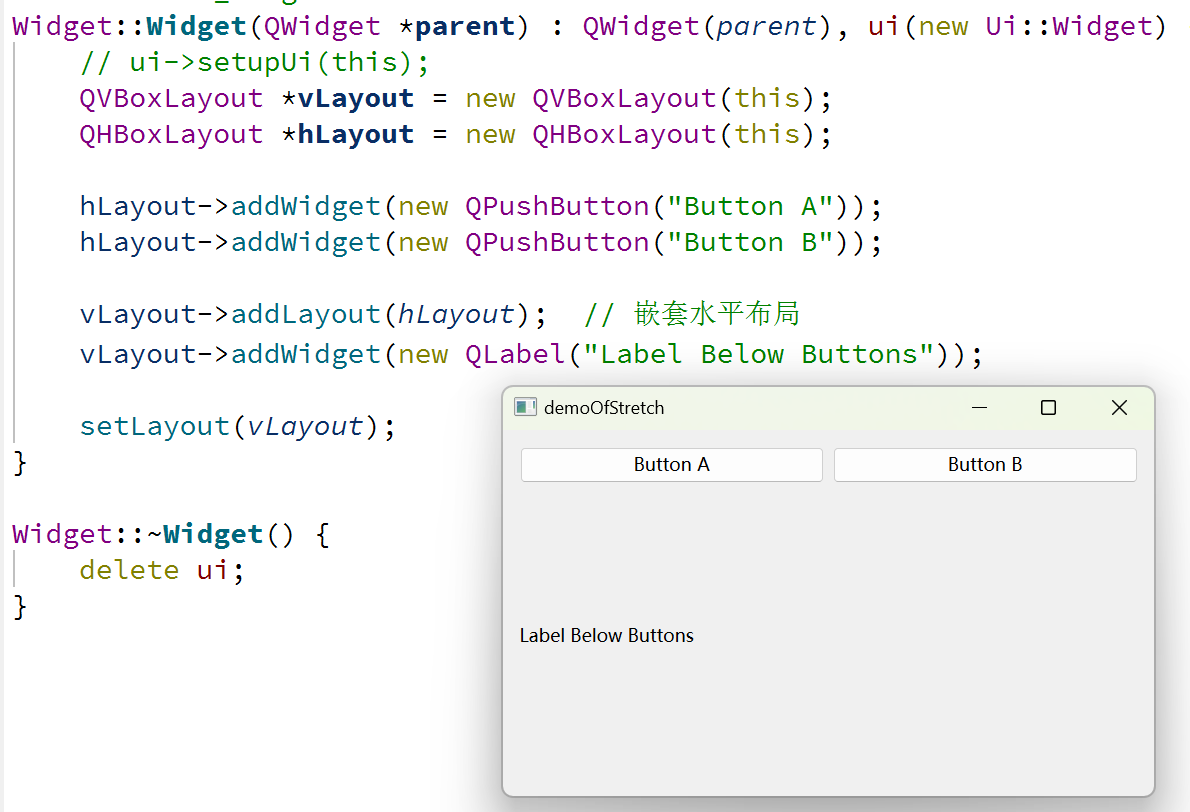 Widget::Widget(QWidget *parent) : QWidget(parent), ui(new Ui::Widget)
// ui->setupUi(this);
QVBoxLayout *vLayout = new QVBoxLayout(this);
QHBoxLayout *hLayout = new QHBoxLayout(this);
hLayout->addWidget(new QPushButton("Button A"));
hLayout->addWidget(new QPushButton("Button B"));
vLayout->addLayout(hLayout);  // 嵌套水平布局
vLayout->addWidget(new QLabel("Label Below Buttons"));
setLayout(vLayout);
}
Widget::~Widget() {
delete ui;
}
demoOfStretch
Button A Button B
Label Below Buttons